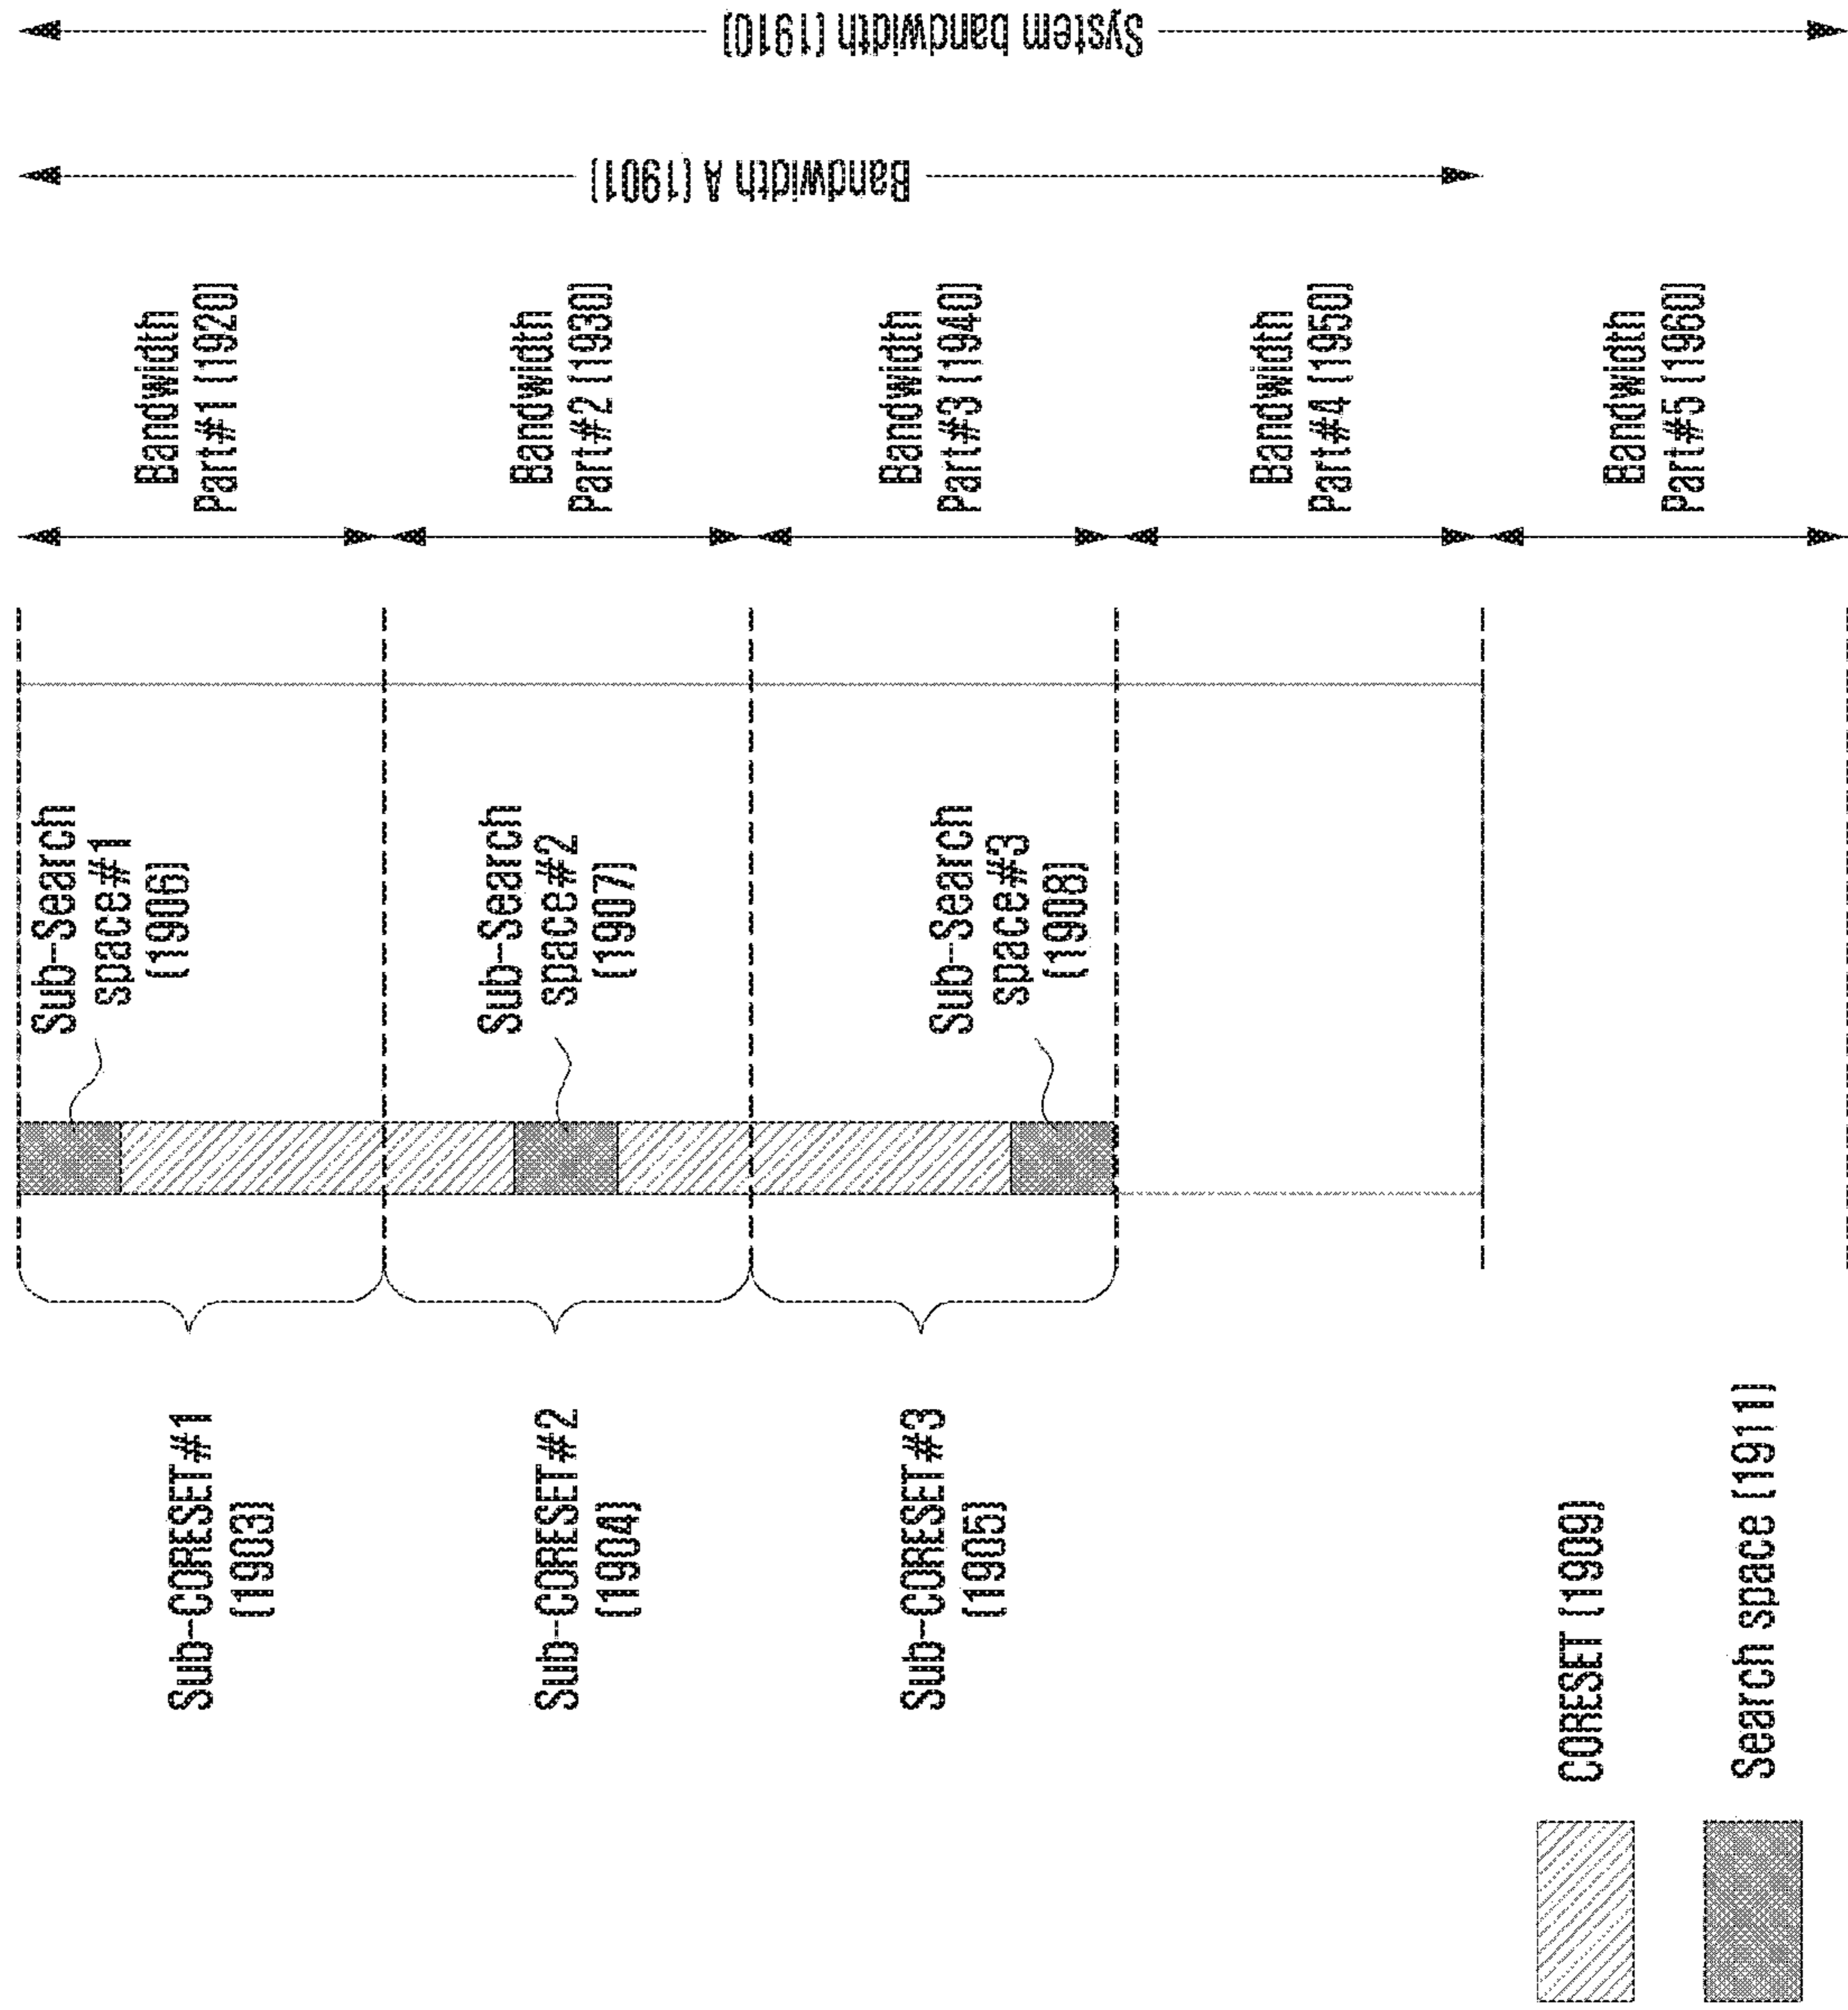 System bandwidth (1910)
Bandwidth A (1901)
Bandwidth
Part#1 (1920)
Bandwidth
Part#2 (1930)
Bandwidth
Part#3 (1940)
Bandwidth
Part#4 (1950)
Bandwidth
Part#5 (1960)
Sub-Search
space#1
(1906)
Sub-Search
space#2
(1907)
Sub-Search
space#3
(1908)
Sub-CORESET#1
(1903)
Sub-CORESET#2
(1904)
Sub-CORESET#3
(1905)
CORESET (1909)
Search space (1911)